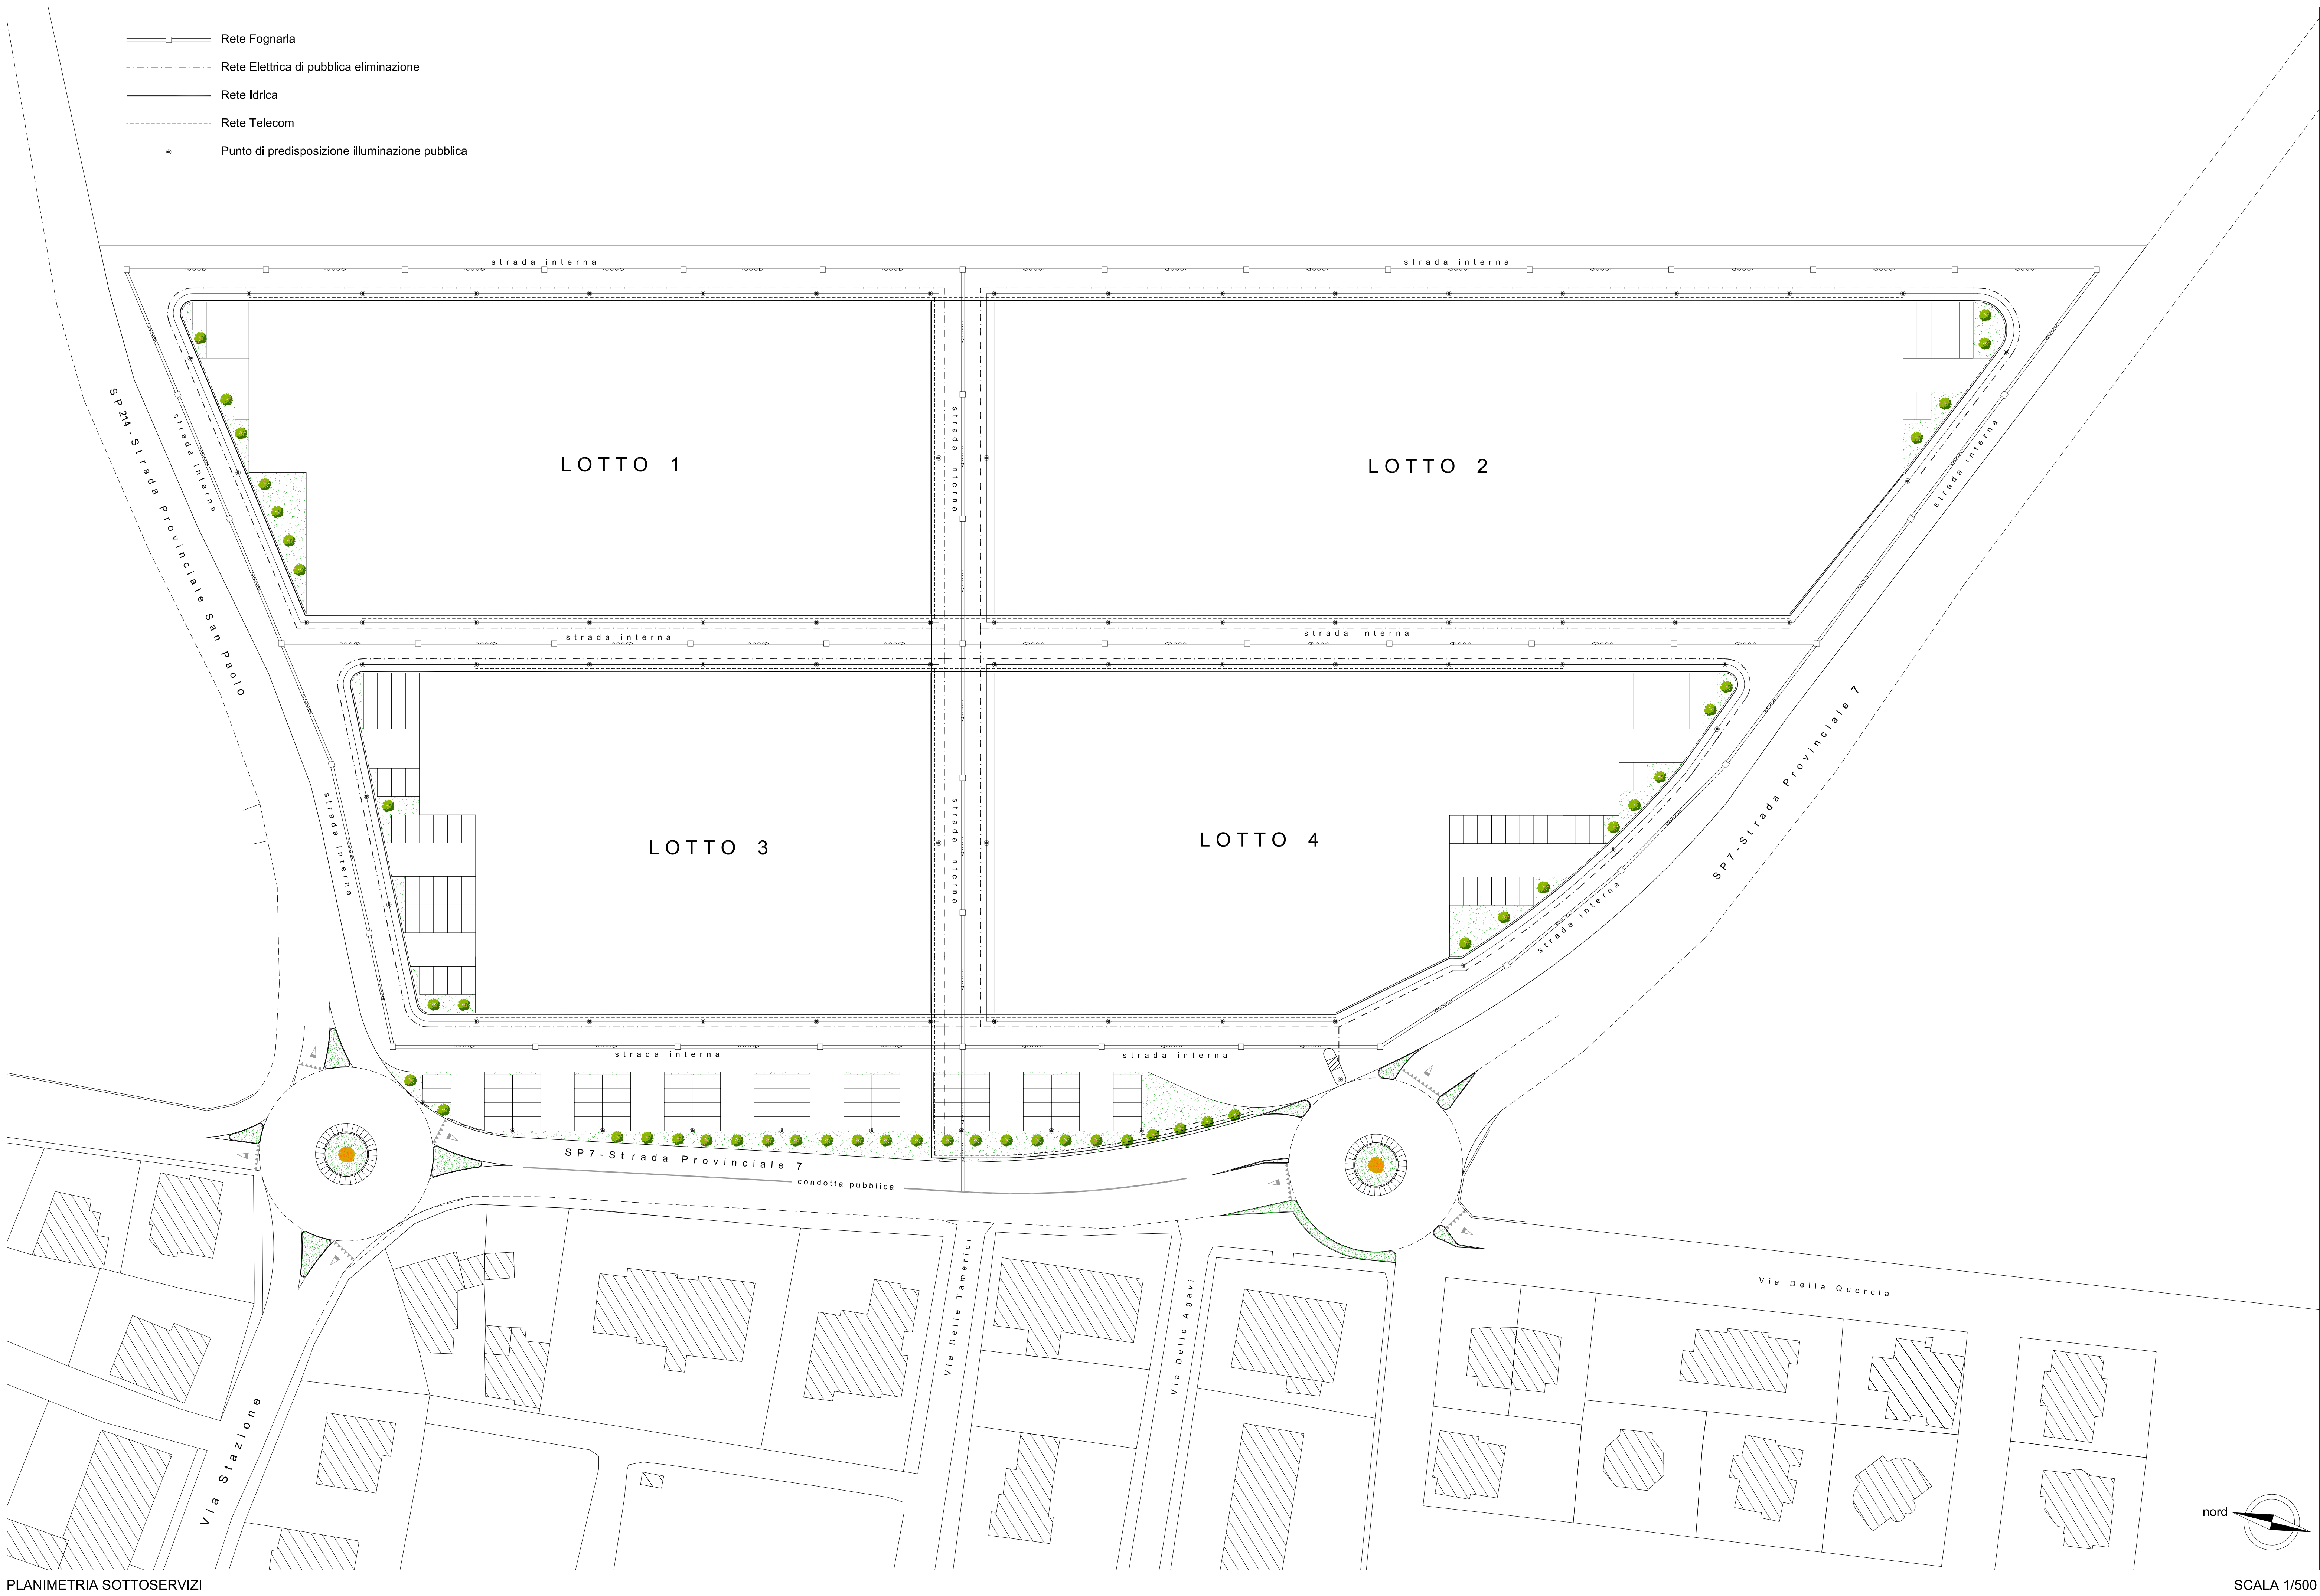 Rete Fognaria
Rete Elettrica di pubblica eliminazione
Rete Idrica
Rete Telecom
Punto di predisposizione illuminazione pubblica
strada interna
strada interna
SP 214 - Strada Provinciale San Paolo
strada interna
strada interna
strada interna
LOTTO 1
LOTTO 2
strada interna
strada interna
SP7-Strada Provinciale 7
strada interna
strada interna
LOTTO 3
LOTTO 4
strada interna
strada interna
strada interna
SP7-Strada Provinciale 7
condotta pubblica
Via Delle Tamerici
Via Delle Agavi
Via Della Quercia
Via Stazione
nord
PLANIMETRIA SOTTOSERVIZI
SCALA 1/500